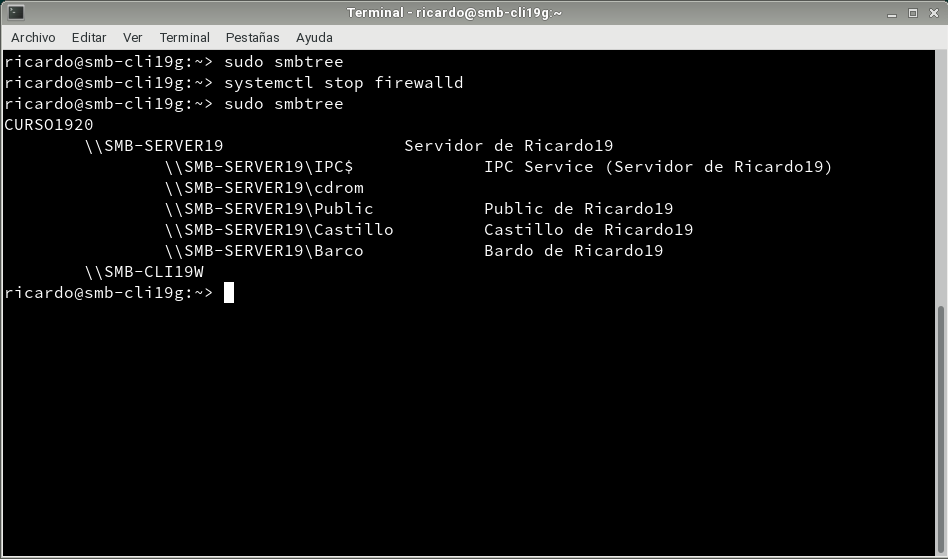 Terminal - ricardo@smb-cli19g:~
Archivo Editar Ver Terminal Pestañas Ayuda
ricardo@smb-cli19g:~> sudo smbtree
ricardo@smb-cli19g:~> systemctl stop firewalld
ricardo@smb-cli19g:~> sudo smbtree
CURSO1920
\\SMB-SERVER19 Servidor de Ricardo19
\\SMB-SERVER19\IPC$ IPC Service (Servidor de Ricardo19)
\\SMB-SERVER19\cdrom
\\SMB-SERVER19\Public Public de Ricardo19
\\SMB-SERVER19\Castillo Castillo de Ricardo19
\\SMB-SERVER19\Barco Bardo de Ricardo19
\\SMB-CLI19W
ricardo@smb-cli19g:~>